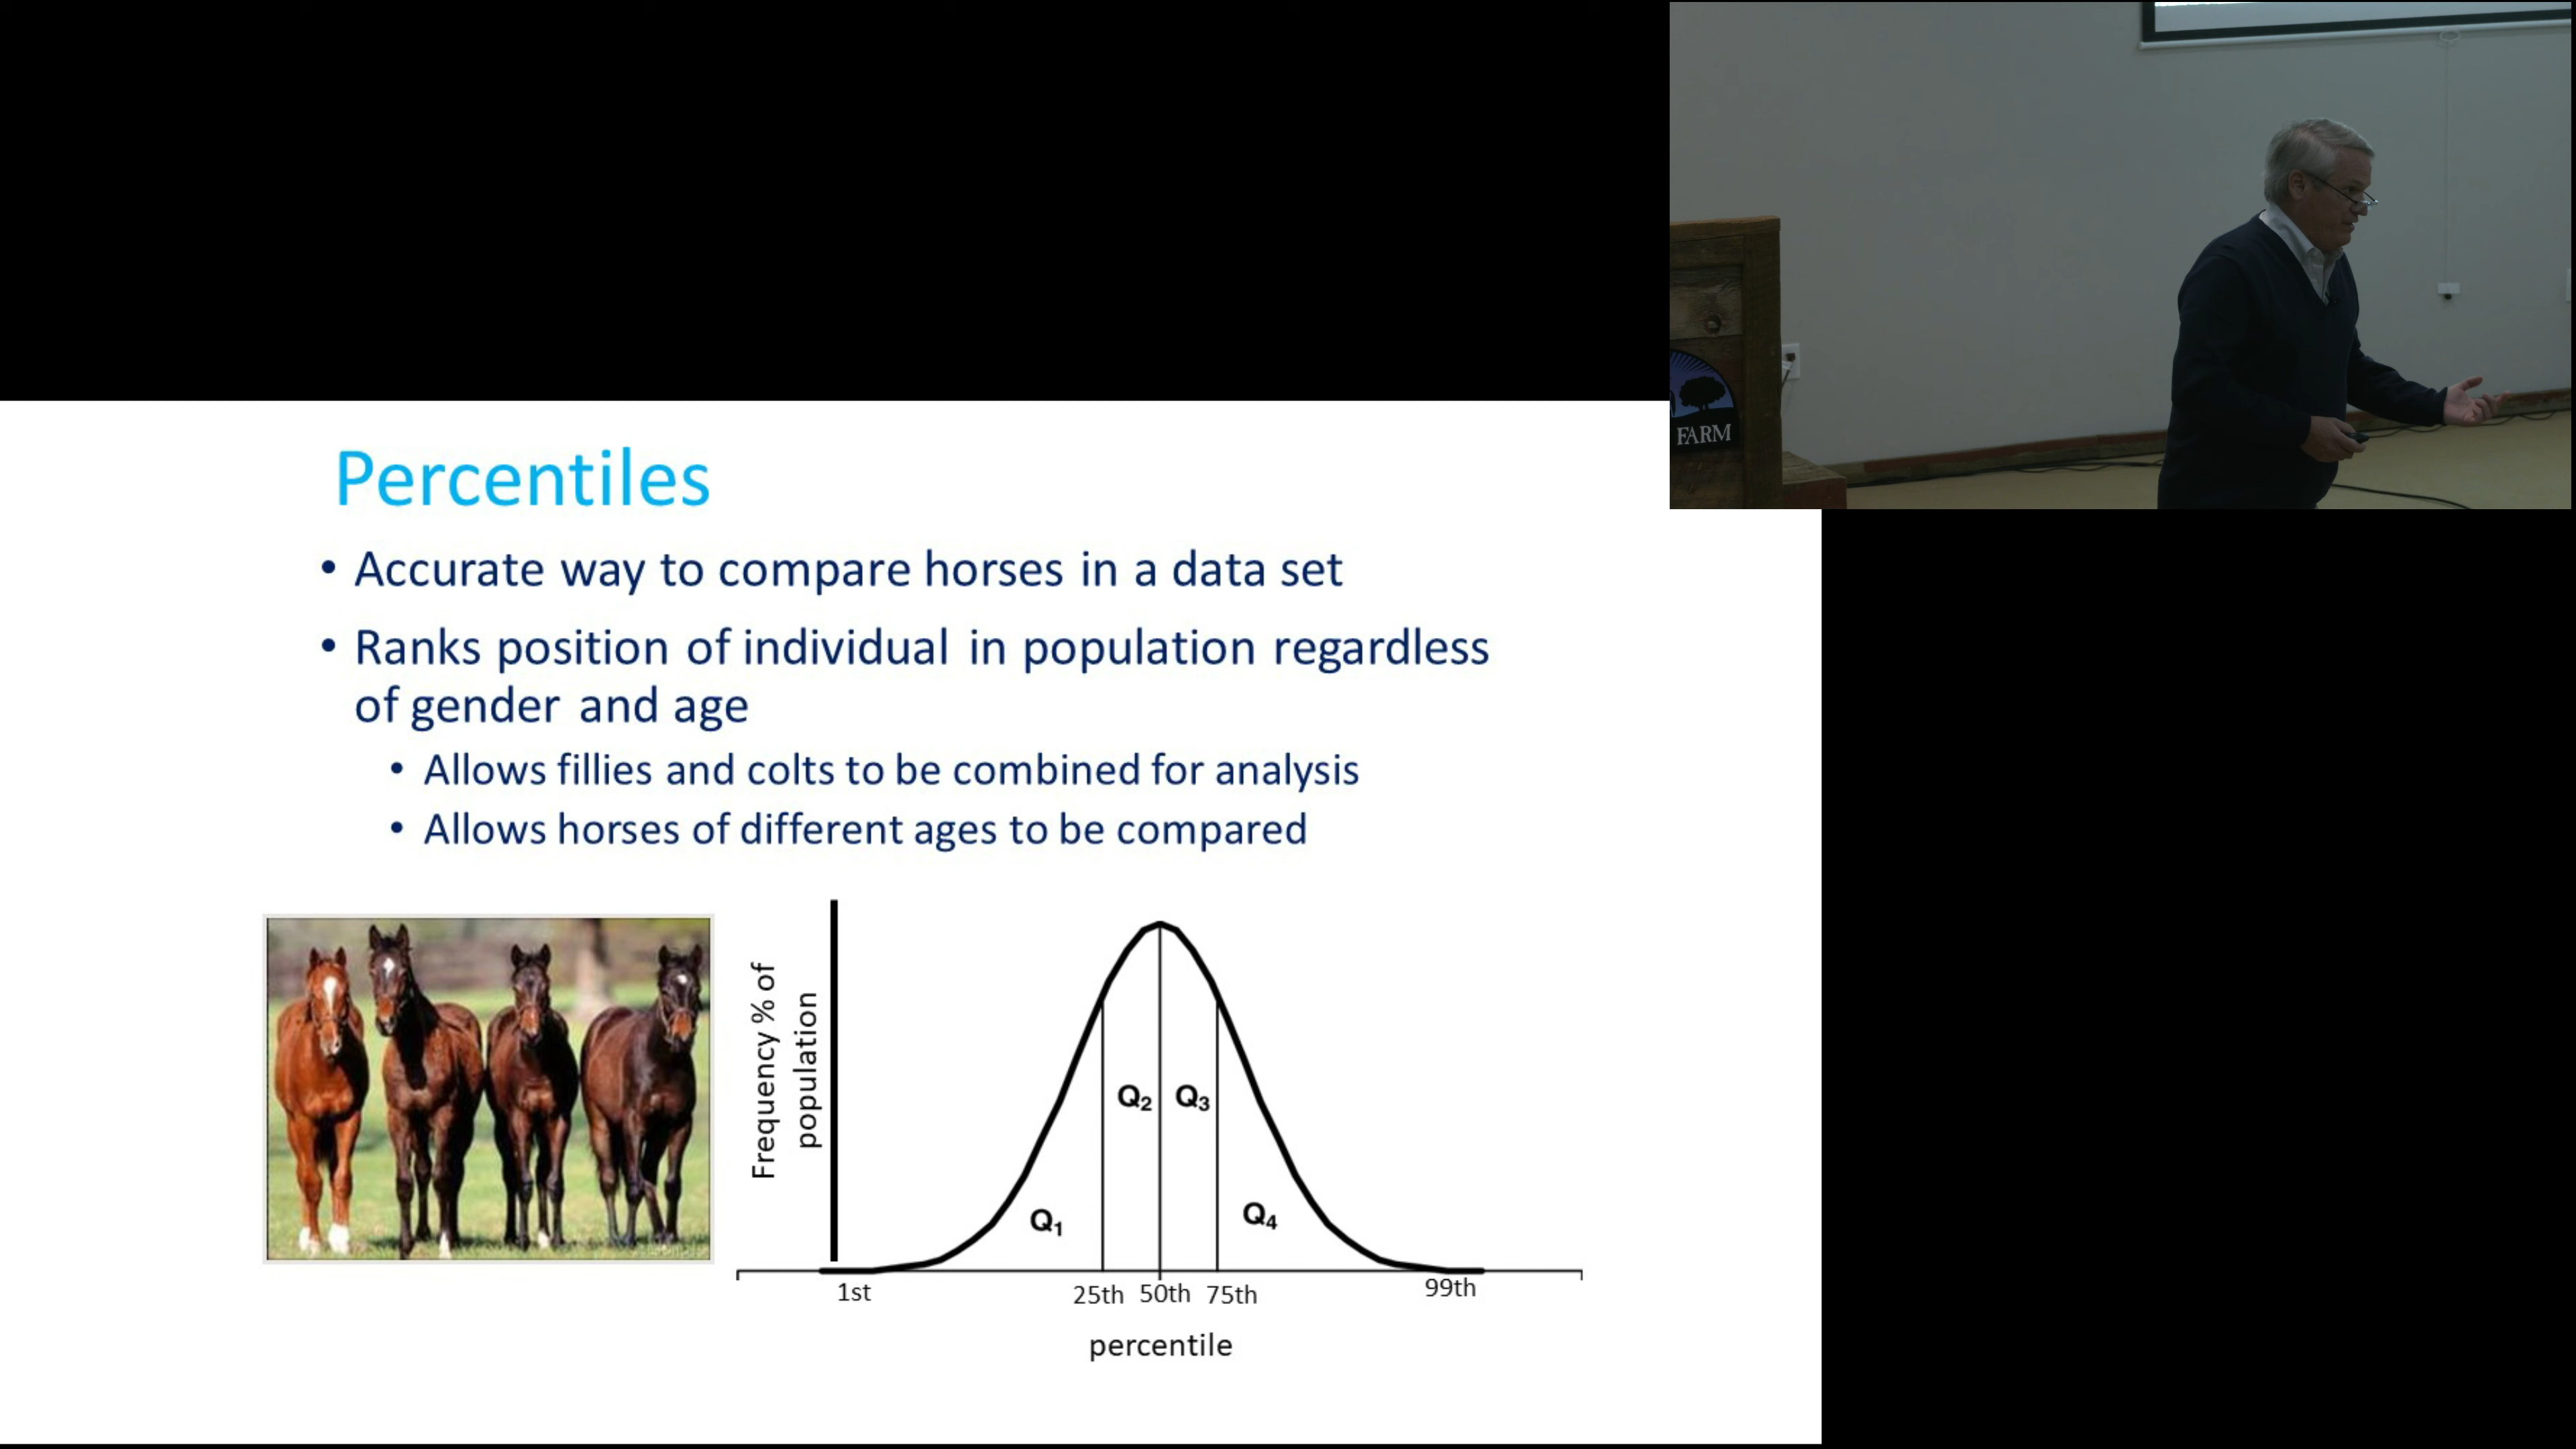 FARM
Percentiles
• Accurate way to compare horses in a data set
• Ranks position of individual in population regardless
of gender and age
• Allows fillies and colts to be combined for analysis
• Allows horses of different ages to be compared
Frequency % of
population
Q2 Q3
Q1 Q4
1st 25th 50th 75th 99th
percentile